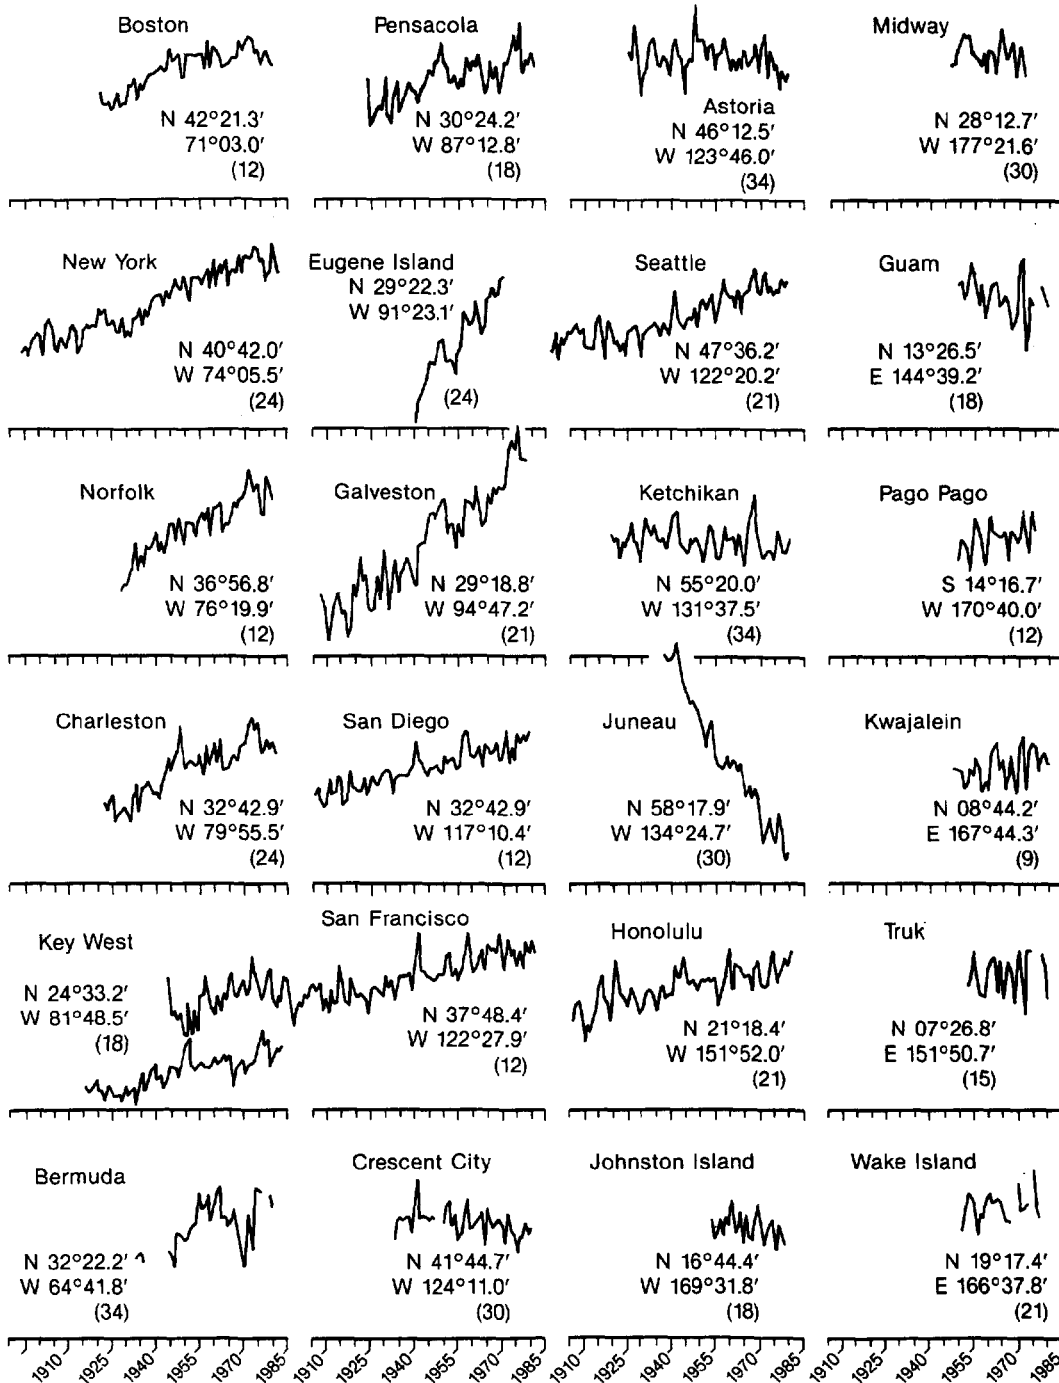 Boston
N 42°21.3′
71°03.0′
(12)
Pensacola
N 30°24.2′
W 87°12.8′
(18)
Astoria
N 46°12.5′
W 123°46.0′
(34)
Midway
N 28°12.7′
W 177°21.6′
(30)
New York
N 40°42.0′
W 74°05.5′
(24)
Eugene Island
N 29°22.3′
W 91°23.1′
(24)
Seattle
N 47°36.2′
W 122°20.2′
(21)
Guam
N 13°26.5′
E 144°39.2′
(18)
Norfolk
N 36°56.8′
W 76°19.9′
(12)
Galveston
N 29°18.8′
W 94°47.2′
(21)
Ketchikan
N 55°20.0′
W 131°37.5′
(34)
Pago Pago
S 14°16.7′
W 170°40.0′
(12)
Charleston
N 32°42.9′
W 79°55.5′
(24)
San Diego
N 32°42.9′
W 117°10.4′
(12)
Juneau
N 58°17.9′
W 134°24.7′
(30)
Kwajalein
N 08°44.2′
E 167°44.3′
(9)
Key West
N 24°33.2′
W 81°48.5′
(18)
San Francisco
N 37°48.4′
W 122°27.9′
(12)
Honolulu
N 21°18.4′
W 151°52.0′
(21)
Truk
N 07°26.8′
E 151°50.7′
(15)
Bermuda
N 32°22.2′
W 64°41.8′
(34)
Crescent City
N 41°44.7′
W 124°11.0′
(30)
Johnston Island
N 16°44.4′
W 169°31.8′
(18)
Wake Island
N 19°17.4′
E 166°37.8′
(21)
1910 1925 1940 1955 1970 1985 1910 1925 1940 1955 1970 1985 1910 1925 1940 1955 1970 1985 1910 1925 1940 1955 1970 1985